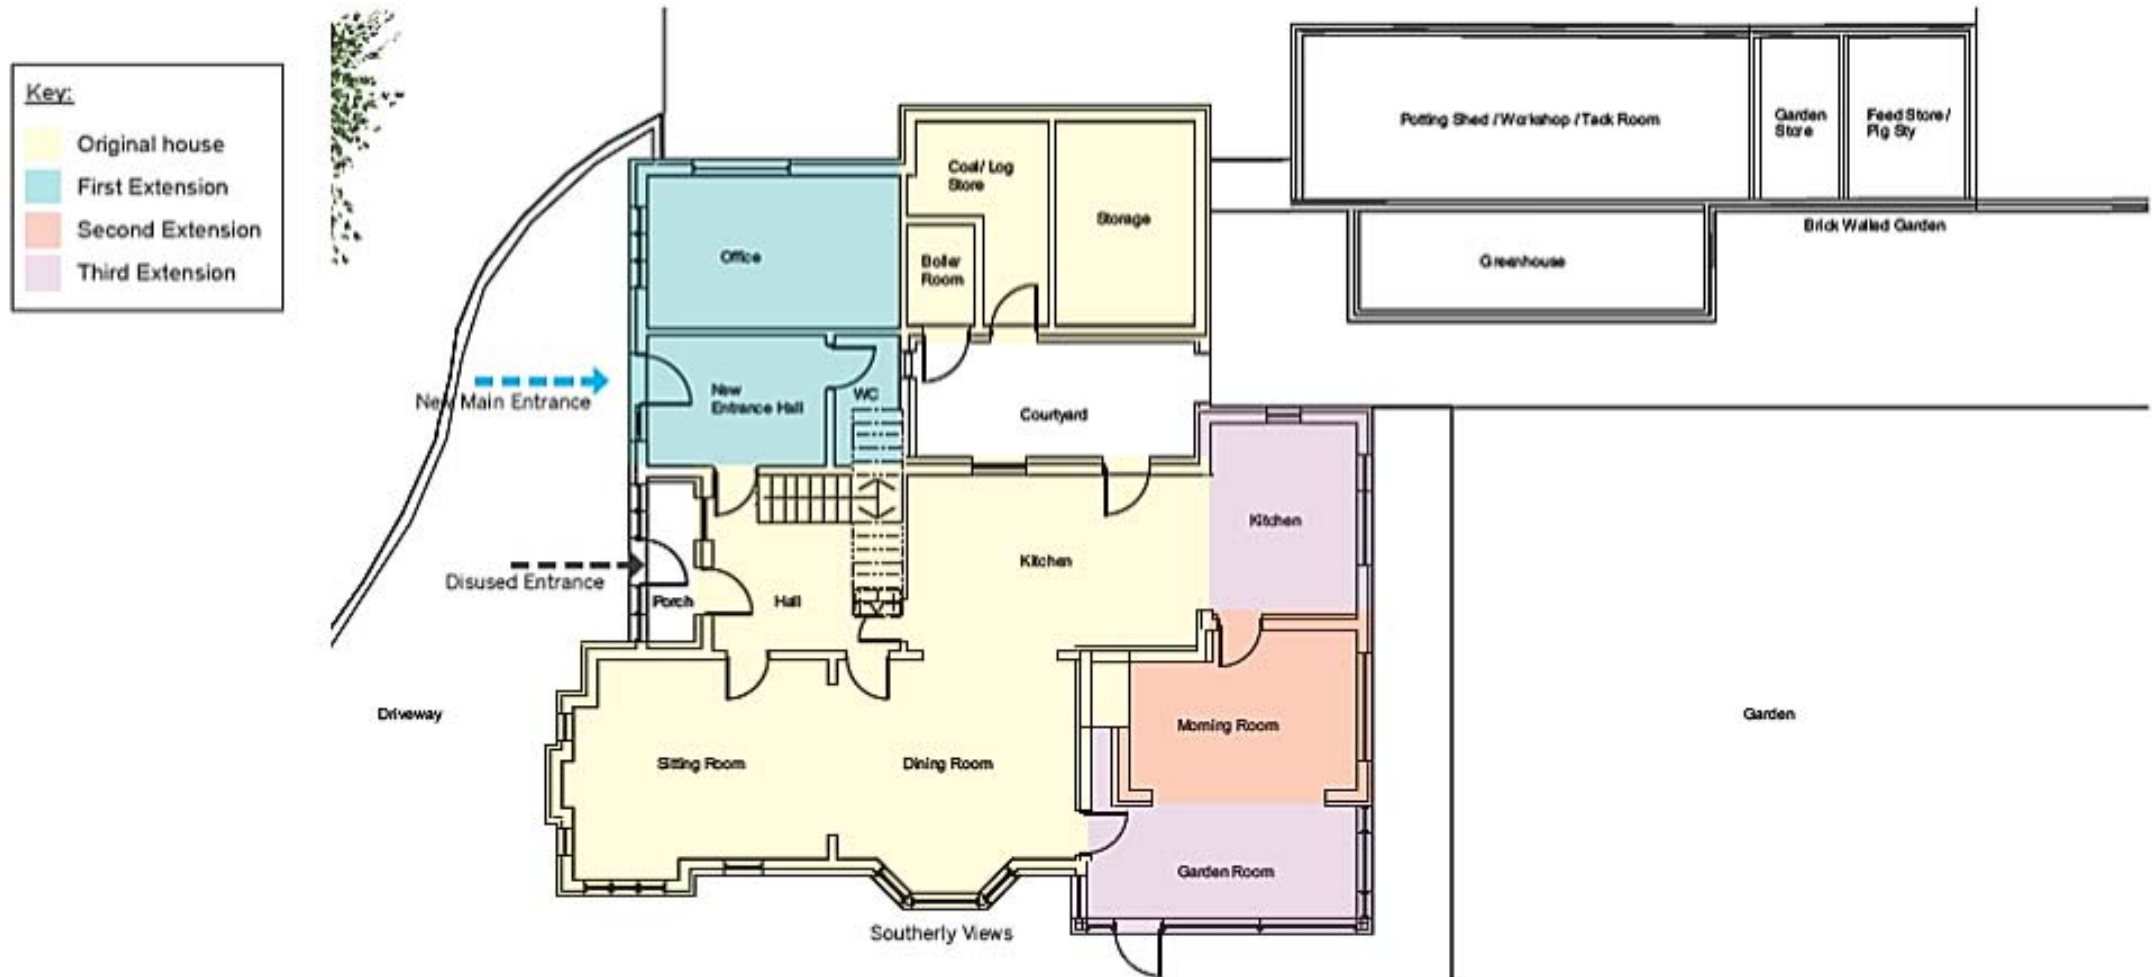 Key:
Original house
First Extension
Second Extension
Third Extension
Potting Shed / Workshop / Tack Room
Garden
Store
Feed Store /
Pig Sty
Brick Walled Garden
Greenhouse
Coal/ Log
Store
Storage
Boiler
Room
Office
New Main Entrance
New
Entrance Hall
WC
Courtyard
Kitchen
Kitchen
Disused Entrance
Porch
Hall
Driveway
Sitting Room
Dining Room
Morning Room
Garden
Garden Room
Southerly Views